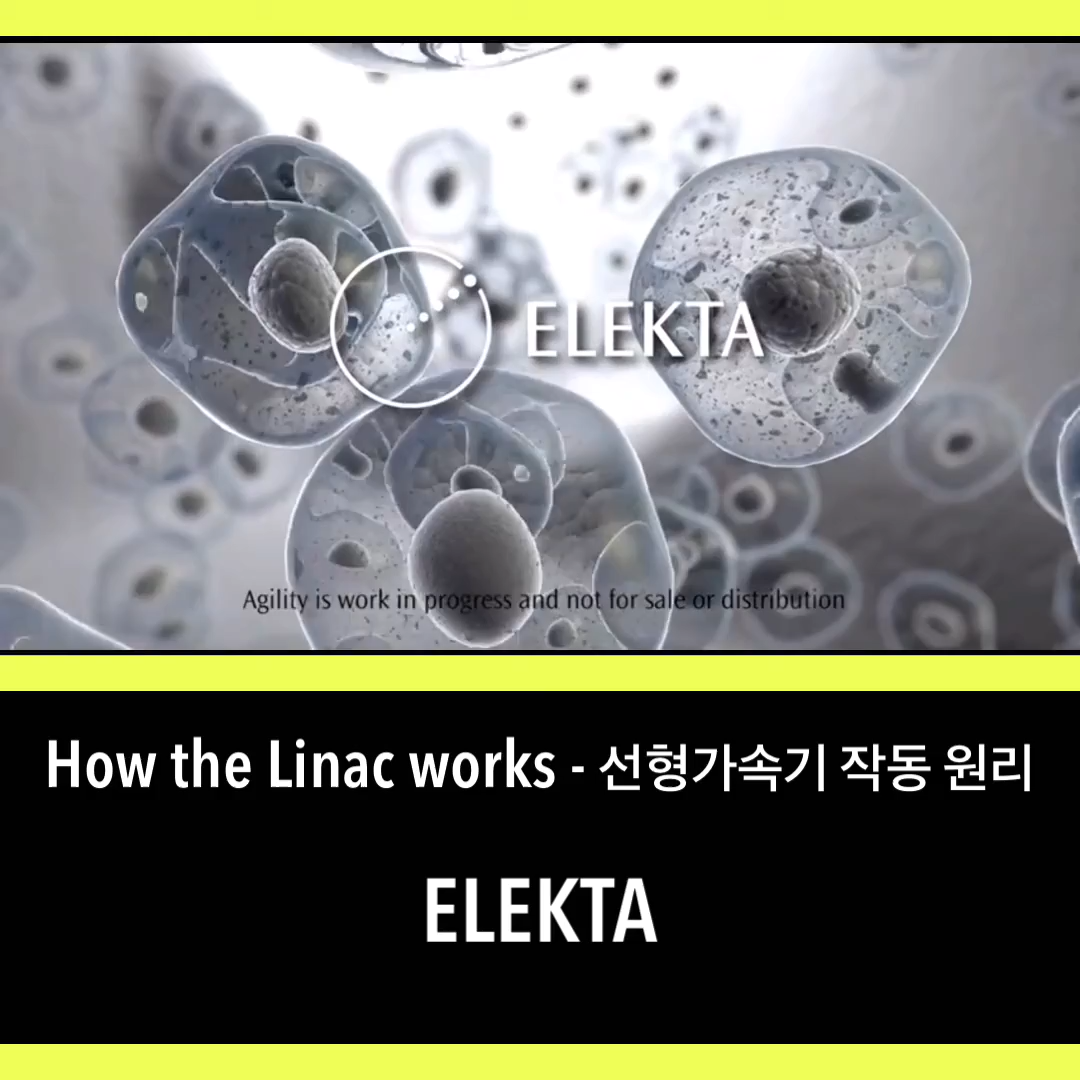 ELEKTA
Agility is work in progress and not for sale or distribution
How the Linac works - 선형가속기 작동 원리
ELEKTA